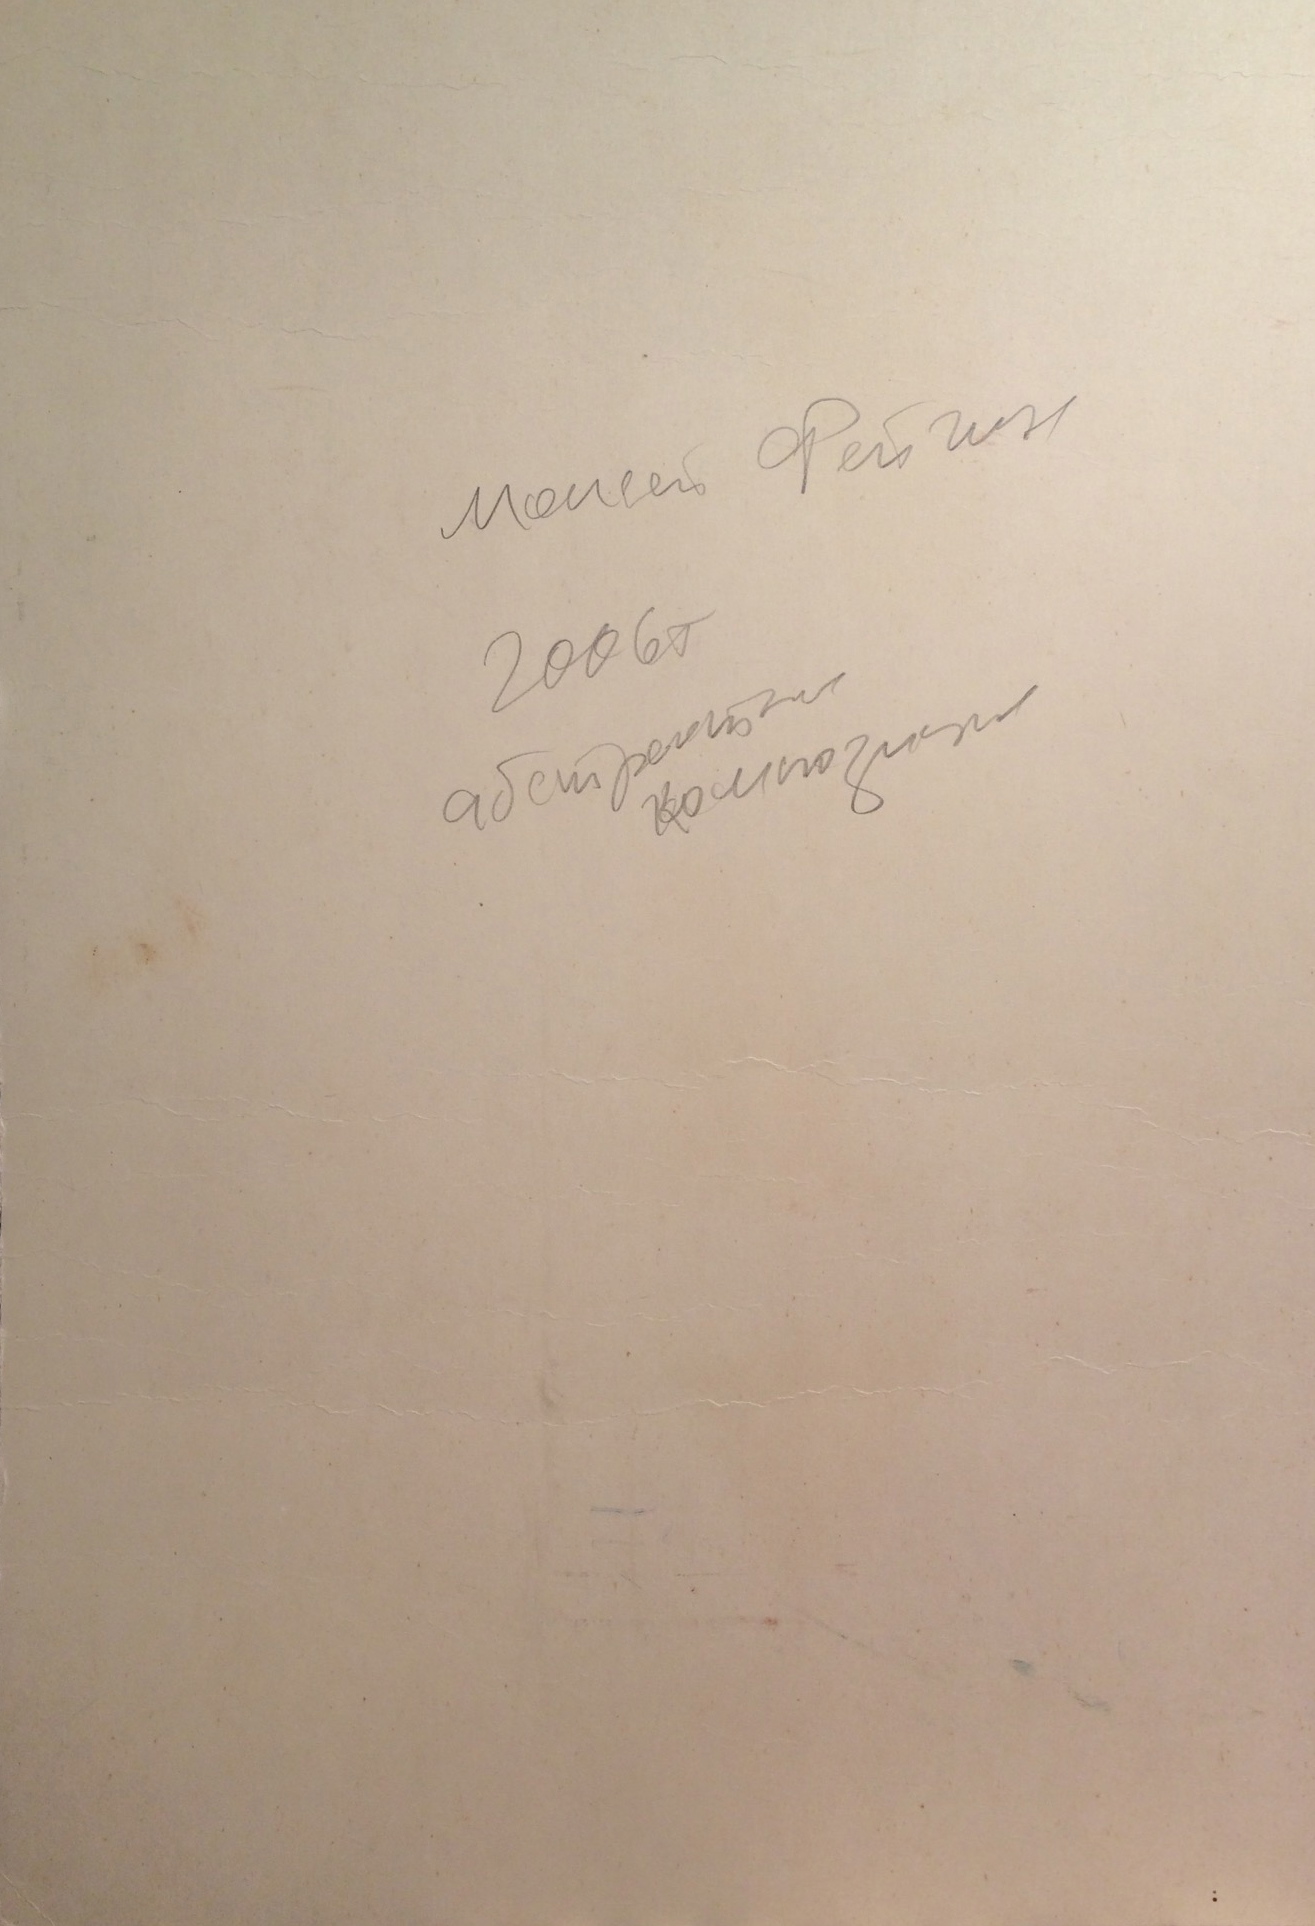 Моисей Фейгин
2006г
абстрактная
композиция